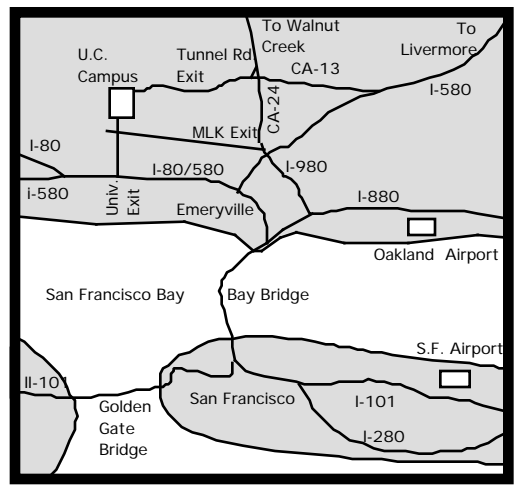 To Walnut
Creek
To
Livermore
U.C.
Campus
Tunnel Rd
Exit
CA-13
I-580
CA-24
MLK Exit
I-80
I-80/580
I-980
i-580
Univ.
Exit
Emeryville
I-880
Oakland Airport
San Francisco Bay
Bay Bridge
S.F. Airport
II-101
San Francisco
I-101
Golden
Gate
Bridge
I-280